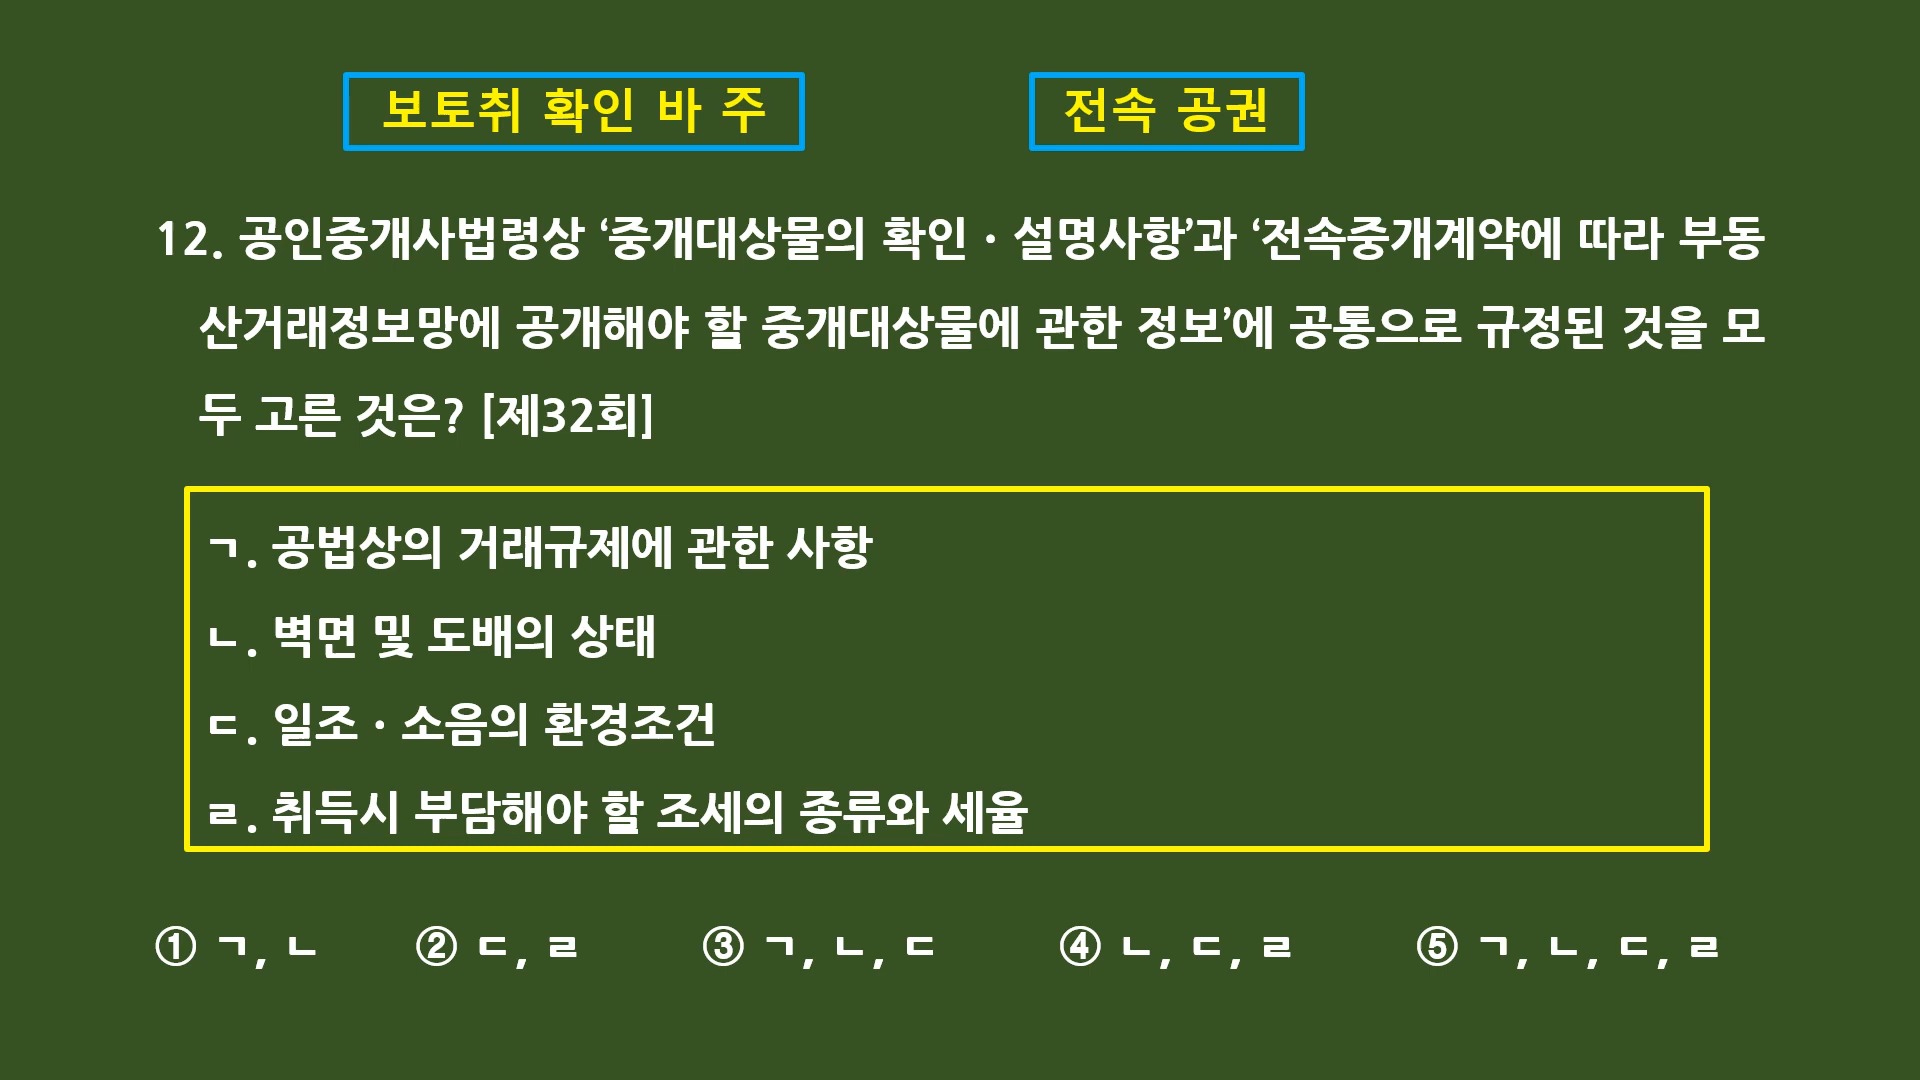 보토취 확인 바 주
전속 공권
12. 공인중개사법령상 ‘중개대상물의 확인 · 설명사항’과 ‘전속중개계약에 따라 부동
산거래정보망에 공개해야 할 중개대상물에 관한 정보’에 공통으로 규정된 것을 모
두 고른 것은? [제32회]
ㄱ. 공법상의 거래규제에 관한 사항
ㄴ. 벽면 및 도배의 상태
ㄷ. 일조 · 소음의 환경조건
ㄹ. 취득시 부담해야 할 조세의 종류와 세율
① ㄱ, ㄴ ② ㄷ, ㄹ ③ ㄱ, ㄴ, ㄷ ④ ㄴ, ㄷ, ㄹ ⑤ ㄱ, ㄴ, ㄷ, ㄹ